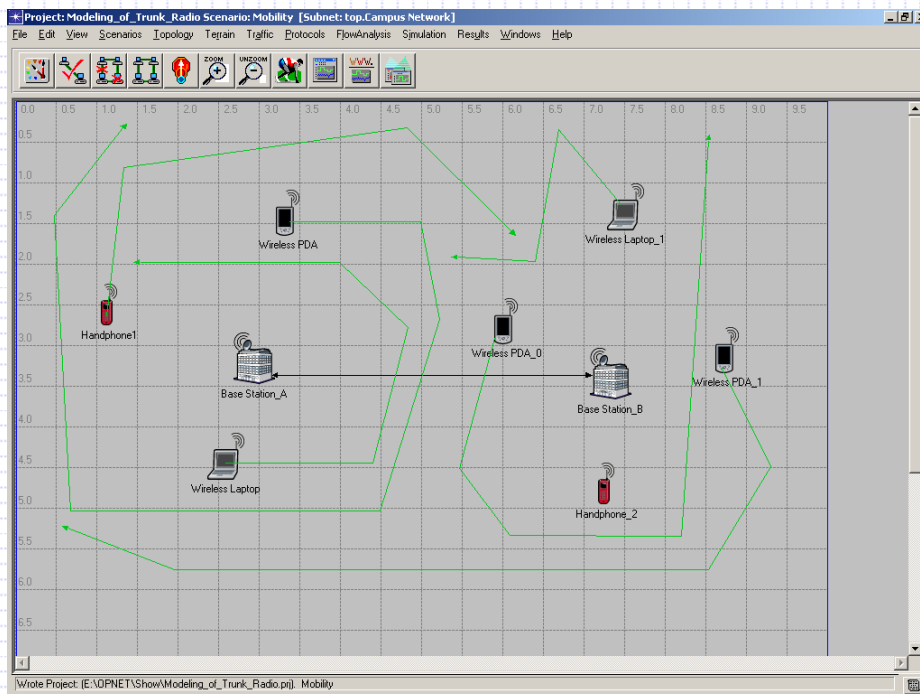 Project: Modeling_of_Trunk_Radio Scenario: Mobility [Subnet: top.Campus Network]
File Edit View Scenarios Topology Terrain Traffic Protocols FlowAnalysis Simulation Results Windows Help
ZOOM UNZOOM WWW.
0.0 0.5 1.0 1.5 2.0 2.5 3.0 3.5 4.0 4.5 5.0 5.5 6.0 6.5 7.0 7.5 8.0 8.5 9.0 9.5
0.5
1.0
1.5
Wireless PDA
Wireless Laptop_1
2.0
2.5
3.0
Handphone1
Wireless PDA_0
3.5
Wireless PDA_1
Base Station_A
Base Station_B
4.0
4.5
Wireless Laptop
5.0
Handphone_2
5.5
6.0
6.5
Wrote Project: (E:\OPNET\Show\Modeling_of_Trunk_Radio.prj). Mobility